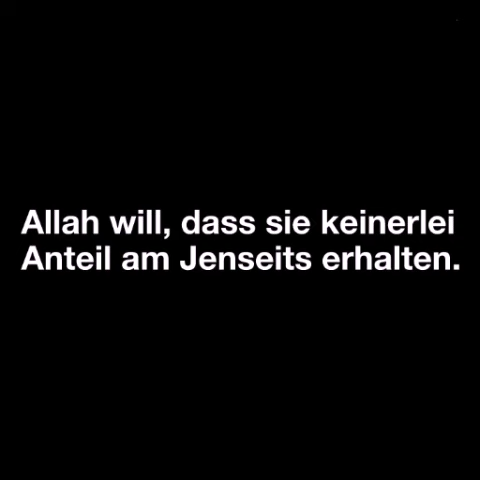 Allah will, dass sie keinerlei
Anteil am Jenseits erhalten.